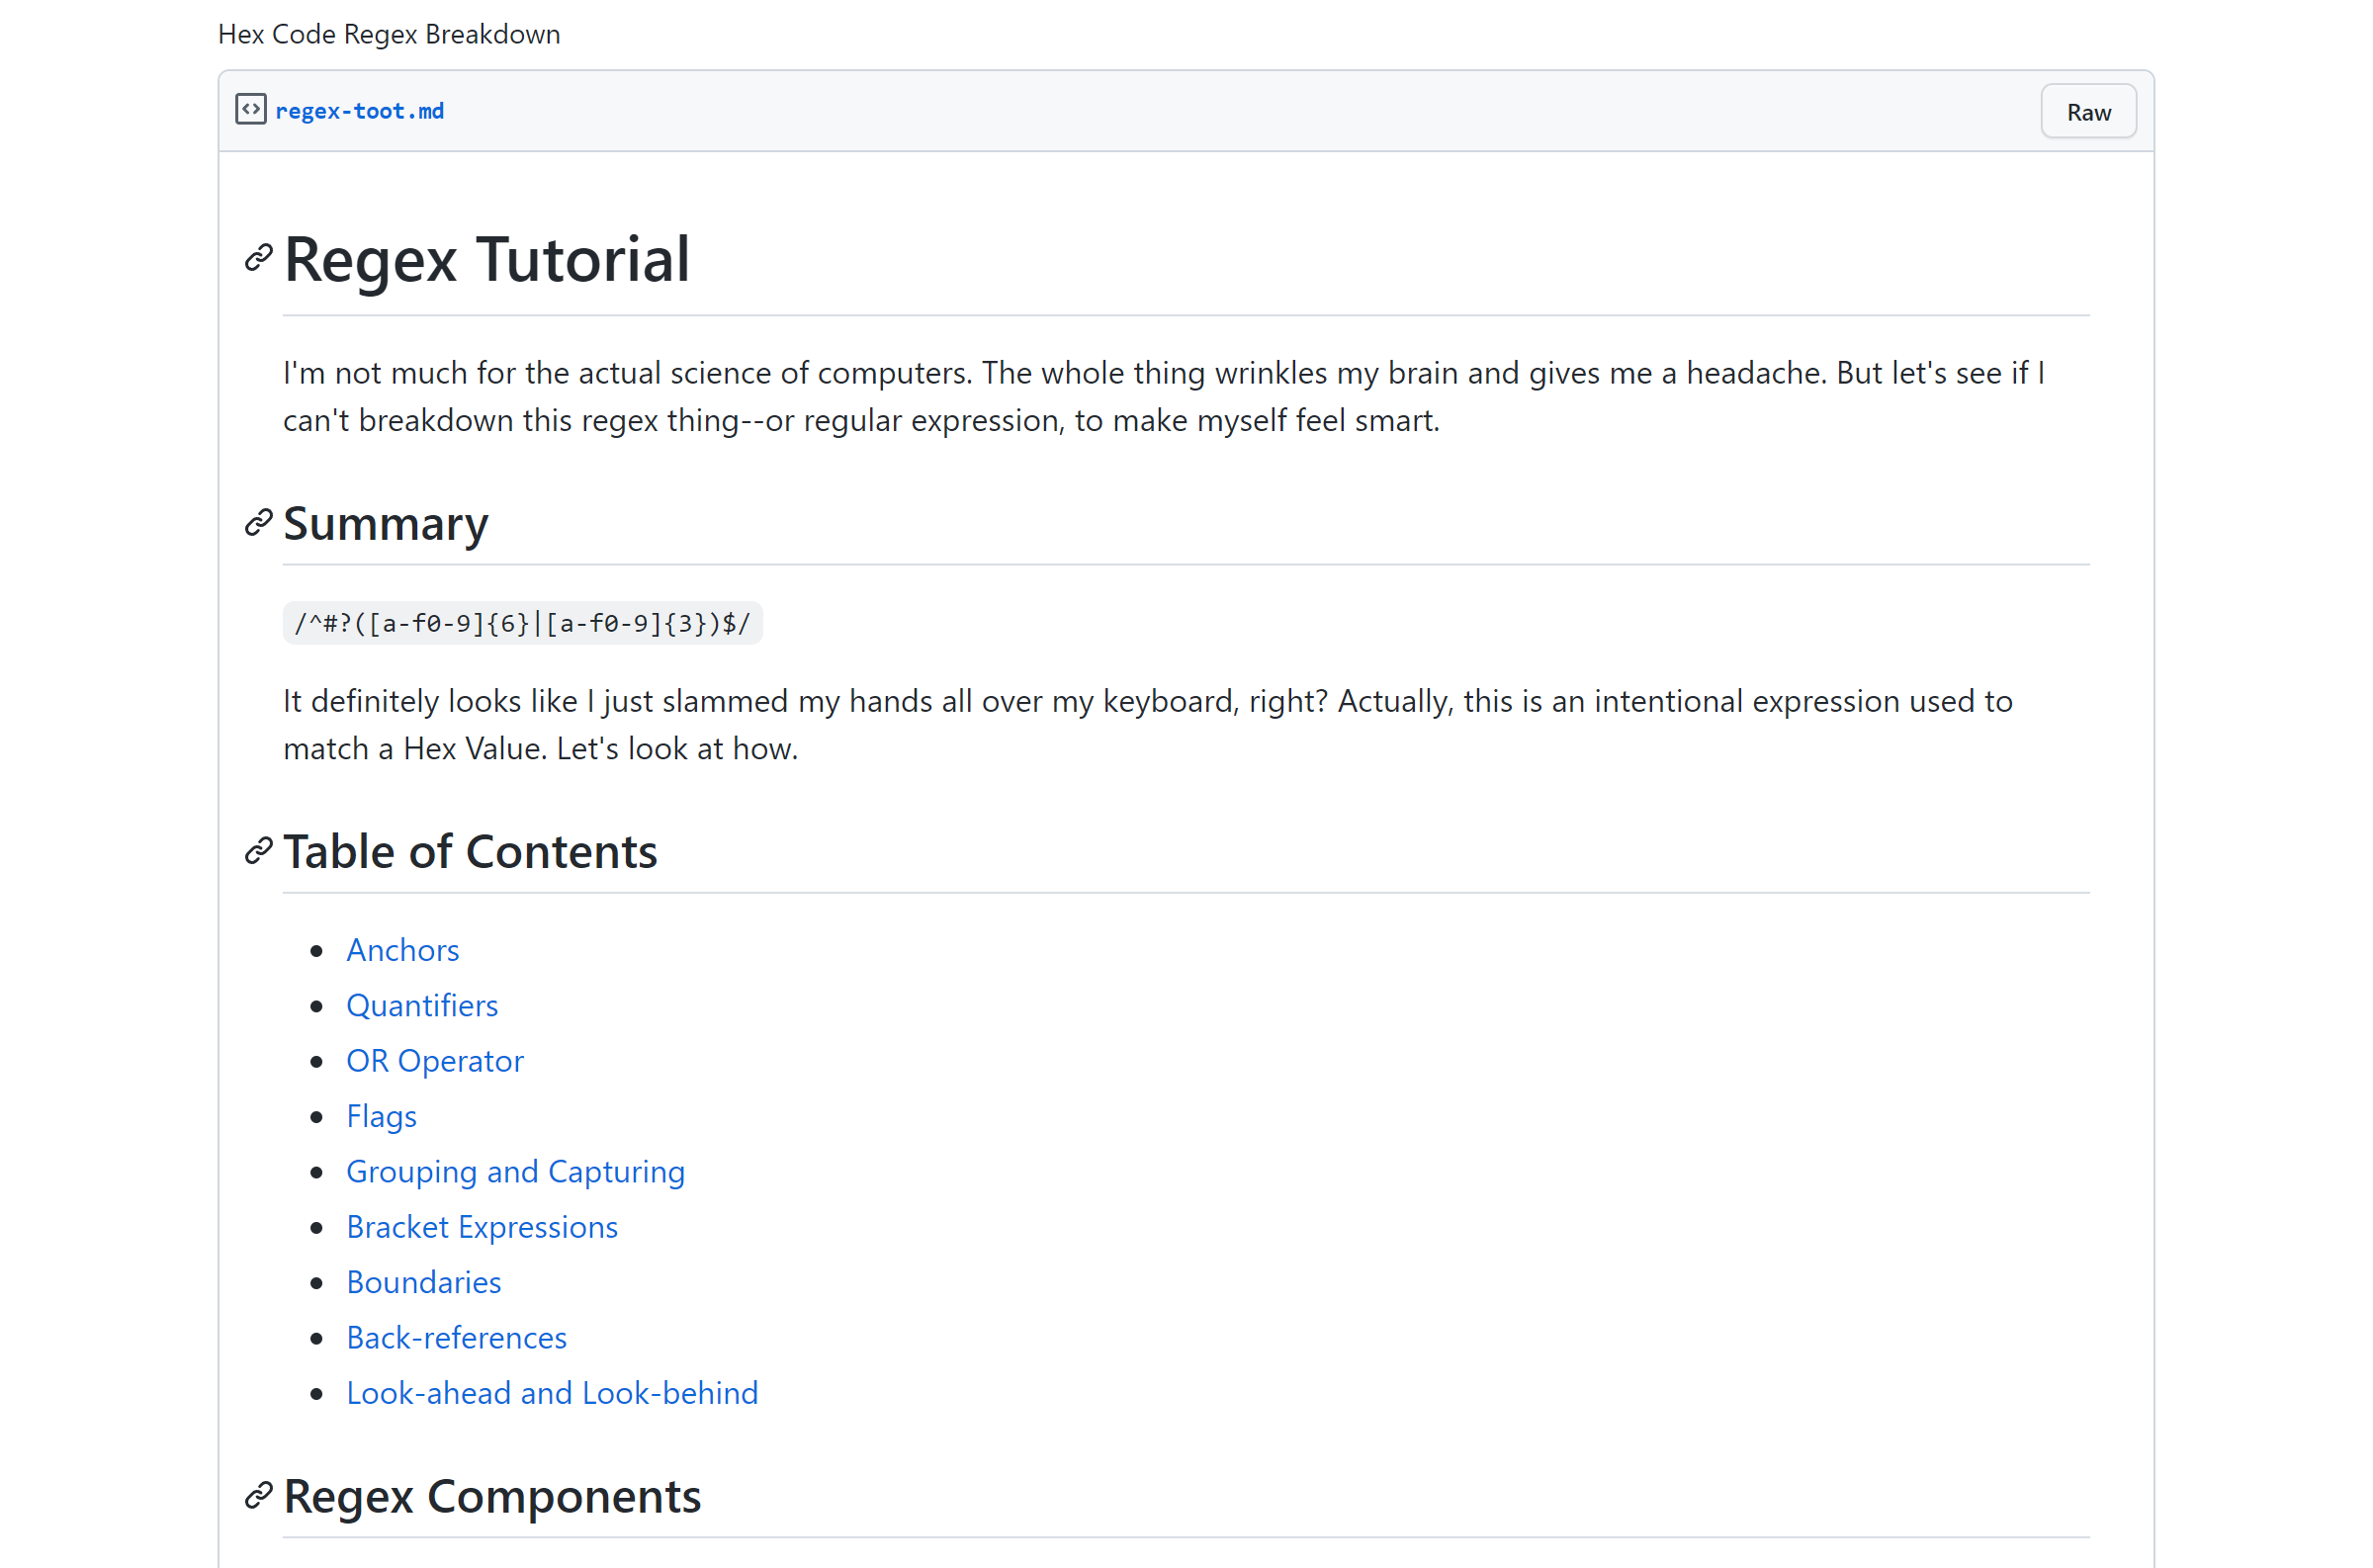 Hex Code Regex Breakdown
regex-toot.md
Raw
Regex Tutorial
I'm not much for the actual science of computers. The whole thing wrinkles my brain and gives me a headache. But let's see if I
can't breakdown this regex thing--or regular expression, to make myself feel smart.
Summary
/^#?([a-f0-9]{6}|[a-f0-9]{3})$/
It definitely looks like I just slammed my hands all over my keyboard, right? Actually, this is an intentional expression used to
match a Hex Value. Let's look at how.
Table of Contents
Anchors
Quantifiers
OR Operator
Flags
Grouping and Capturing
Bracket Expressions
Boundaries
Back-references
Look-ahead and Look-behind
Regex Components